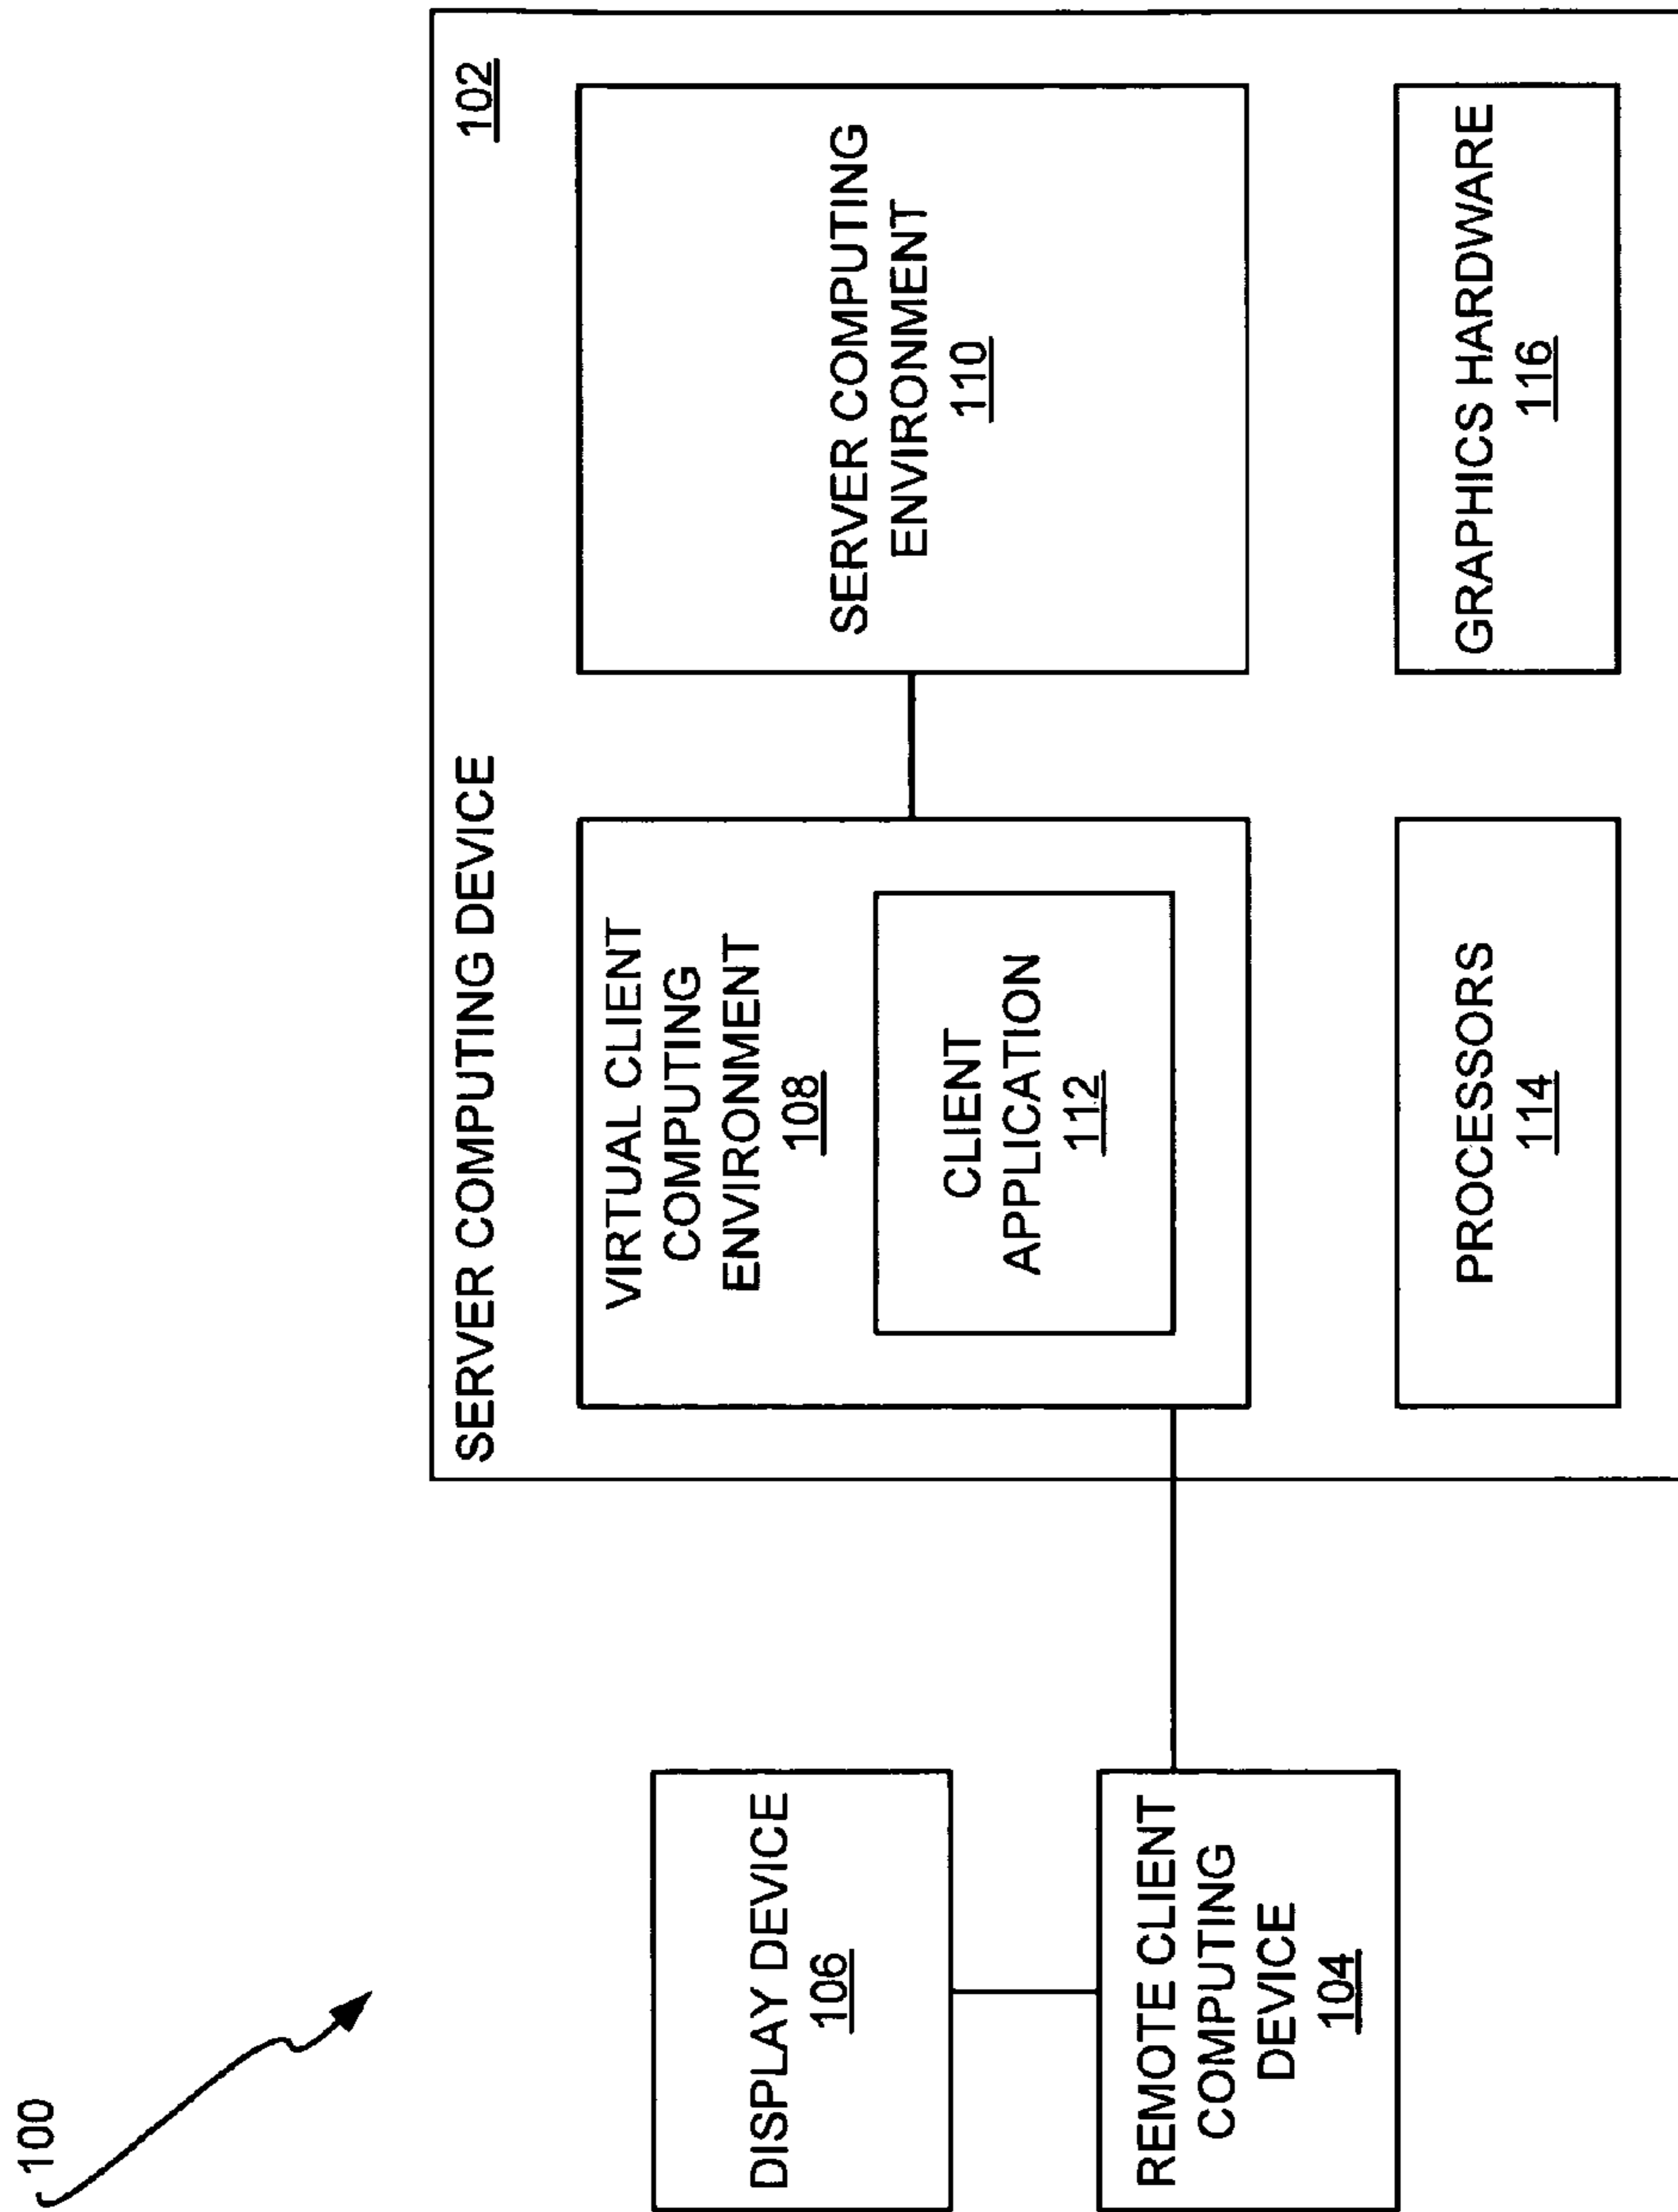 100
SERVER COMPUTING DEVICE
102
VIRTUAL CLIENT
COMPUTING
ENVIRONMENT
108
CLIENT
APPLICATION
112
SERVER COMPUTING
ENVIRONMENT
110
DISPLAY DEVICE
106
REMOTE CLIENT
COMPUTING
DEVICE
104
PROCESSORS
114
GRAPHICS HARDWARE
116